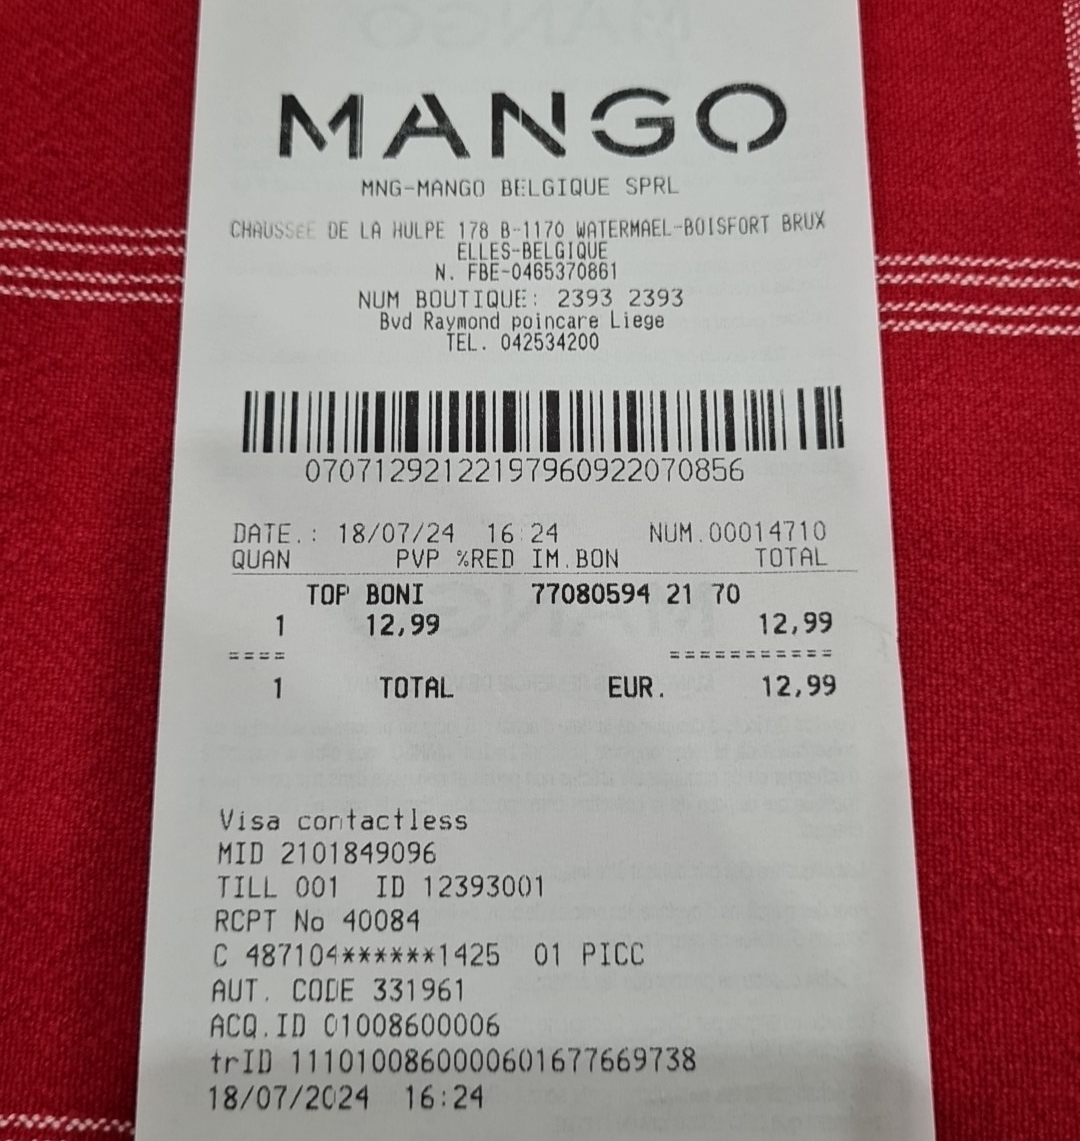 MANGO
MNG-MANGO BELGIQUE SPRL
CHAUSSEE DE LA HULPE 178 B-1170 WATERMAEL-BOISFORT BRUX
ELLES-BELGIQUE
N. FBE-0465370861
NUM BOUTIQUE: 2393 2393
Bvd Raymond poincare Liege
TEL. 042534200
0707129212219796092207085​6
DATE.: 18/07/24 16:24 NUM.00014710
QUAN PVP %RED IM.BON TOTAL
TOP BONI 77080594 21 70
1 12,99 12,99
==== ===========
1 TOTAL EUR. 12,99
Visa contactless
MID 2101849096
TILL 001 ID 12393001
RCPT No 40084
C 487104******1425 01 PICC
AUT. CODE 331961
ACQ.ID 01008600006
trID 1110100860000601677669738
18/07/2024 16:24